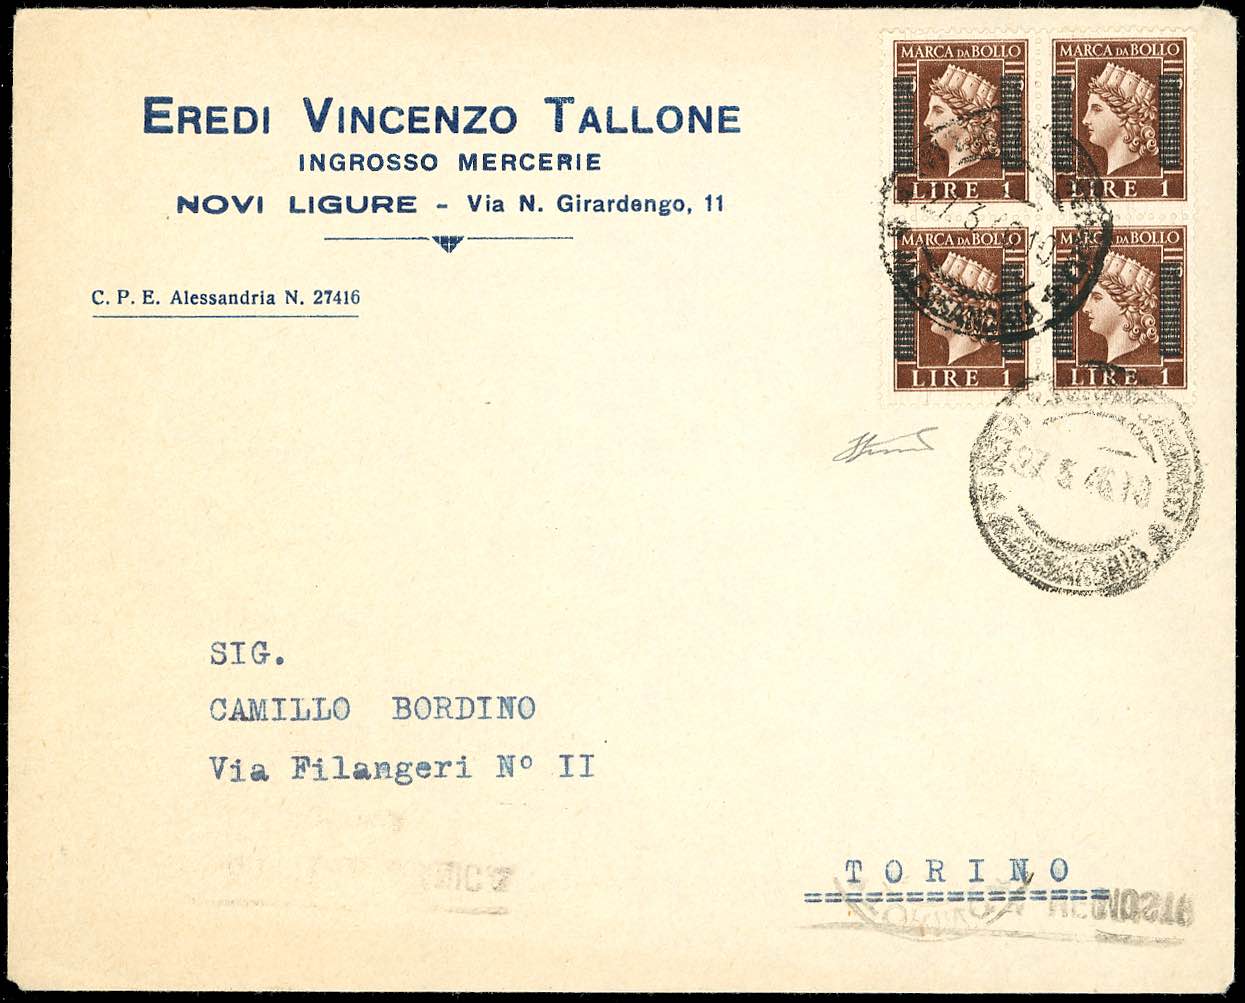 EREDI VINCENZO TALLONE
INGROSSO MERCERIE
NOVI LIGURE - Via N. Girardengo, 11
C. P. E. Alessandria N. 27416
MARCA DA BOLLO
LIRE 1
MARCA DA BOLLO
LIRE 1
MARCA DA BOLLO
LIRE 1
MARCA DA BOLLO
LIRE 1
SIG.
CAMILLO BORDINO
Via Filangeri Nº II
TORINO